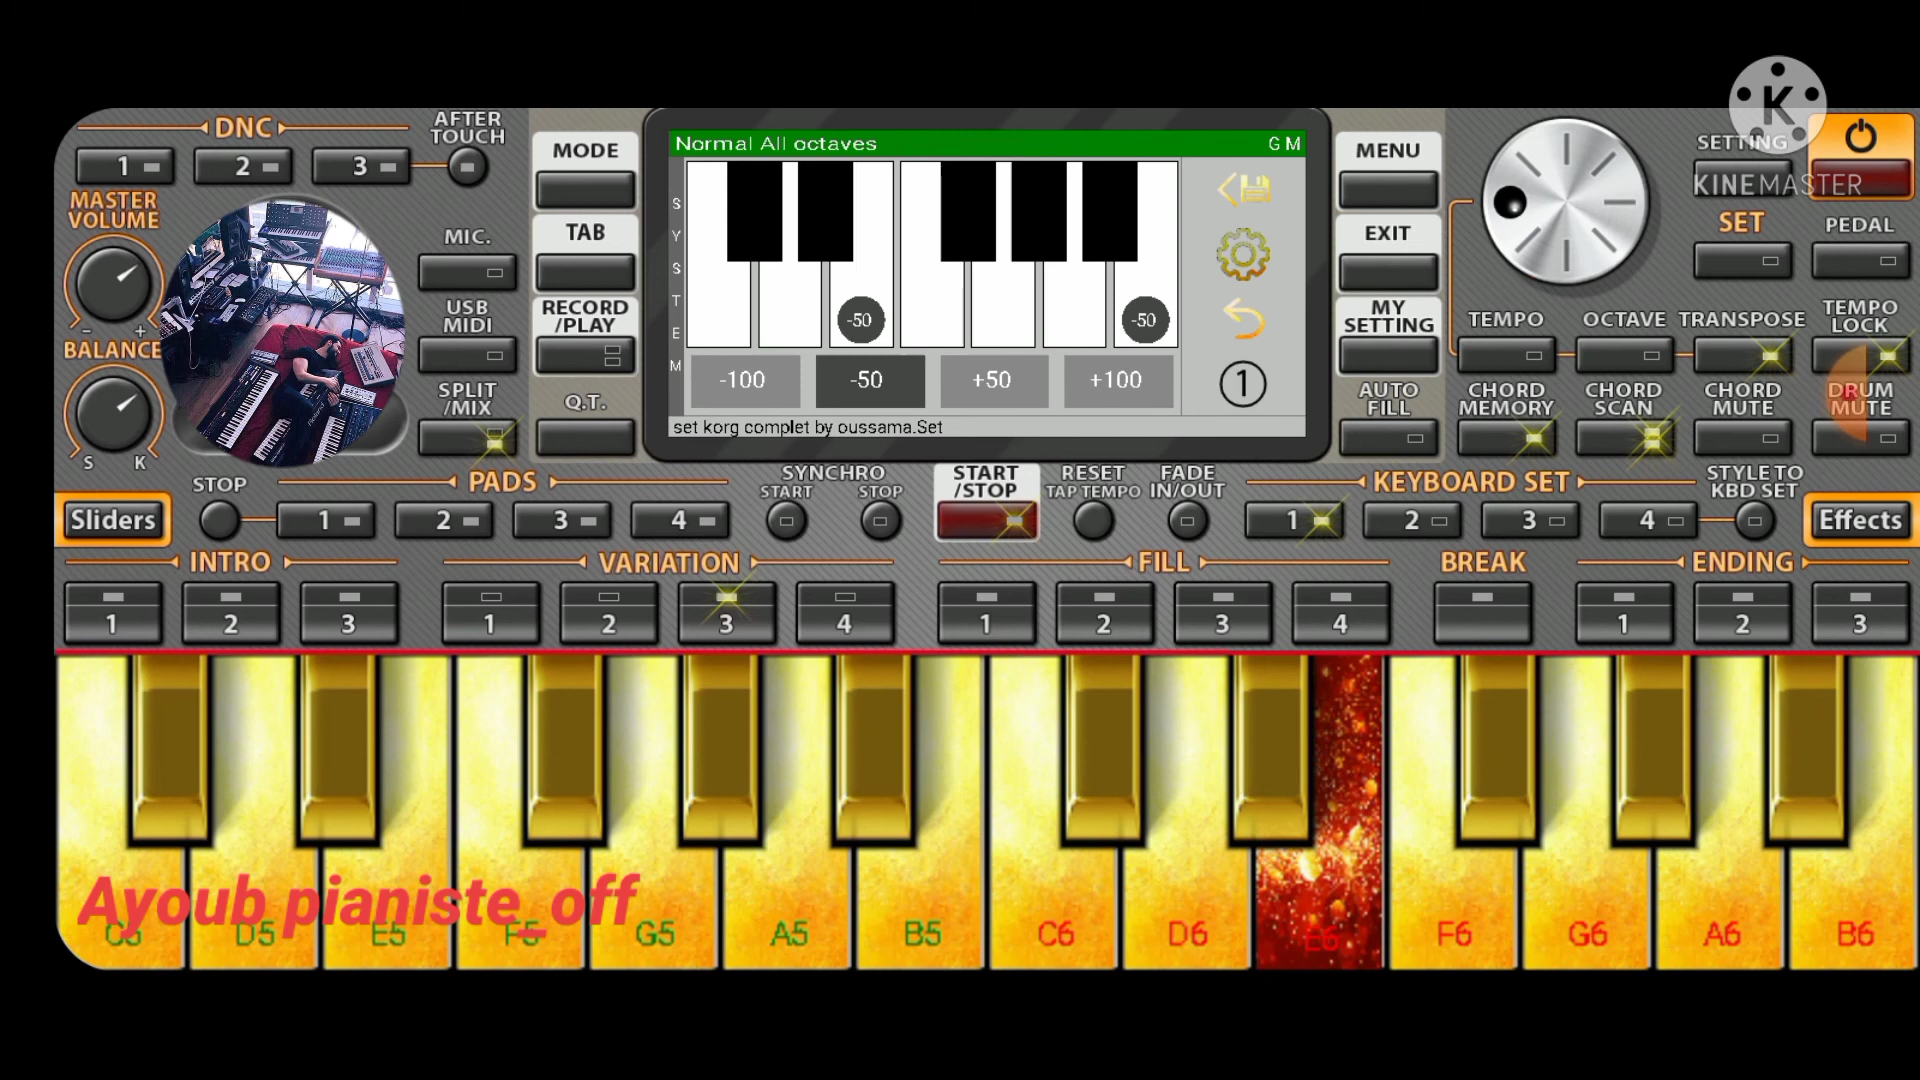 DNC
AFTER TOUCH
1 2 3
MASTER VOLUME
- +
BALANCE
S K
MIC.
USB MIDI
SPLIT /MIX
MODE
TAB
RECORD /PLAY
Q.T.
Normal All octaves GM
SYSTEM
-50 -50
-100 -50 +50 +100
1
set korg complet by oussama.Set
MENU
EXIT
MY SETTING
AUTO FILL
K
SETTING
KINEMASTER
SET PEDAL
TEMPO OCTAVE TRANSPOSE TEMPO LOCK
CHORD MEMORY CHORD SCAN CHORD MUTE DRUM MUTE
Sliders
STOP PADS
1 2 3 4
SYNCHRO
START STOP
START /STOP
RESET TAP TEMPO
FADE IN/OUT
KEYBOARD SET
1 2 3 4
STYLE TO KBD SET
Effects
INTRO VARIATION FILL BREAK ENDING
1 2 3 1 2 3 4 1 2 3 4 1 2 3
Ayoub pianiste_off
C5 D5 E5 F5 G5 A5 B5 C6 D6 E6 F6 G6 A6 B6